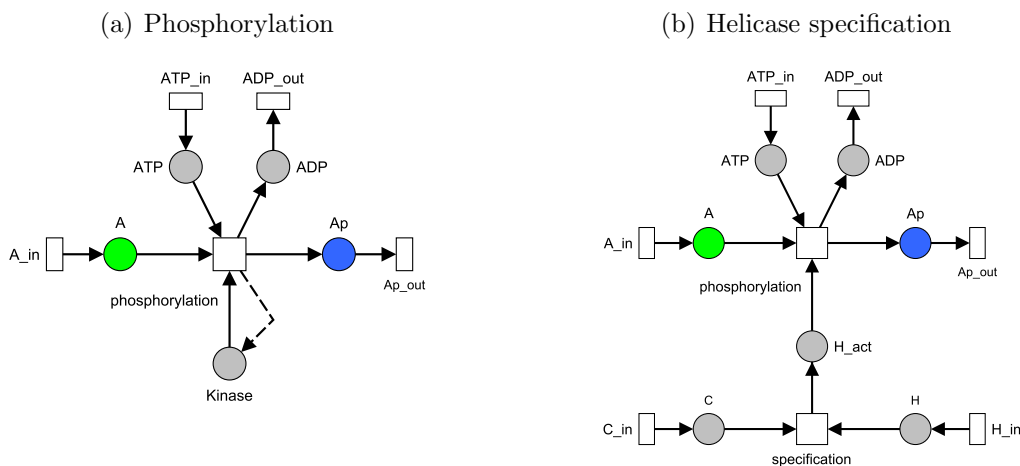 (a) Phosphorylation
ATP_in
ADP_out
ATP
ADP
A
Ap
A_in
Ap_out
phosphorylation
Kinase
(b) Helicase specification
ATP_in
ADP_out
ATP
ADP
A
Ap
A_in
Ap_out
phosphorylation
H_act
C
H
C_in
H_in
specification